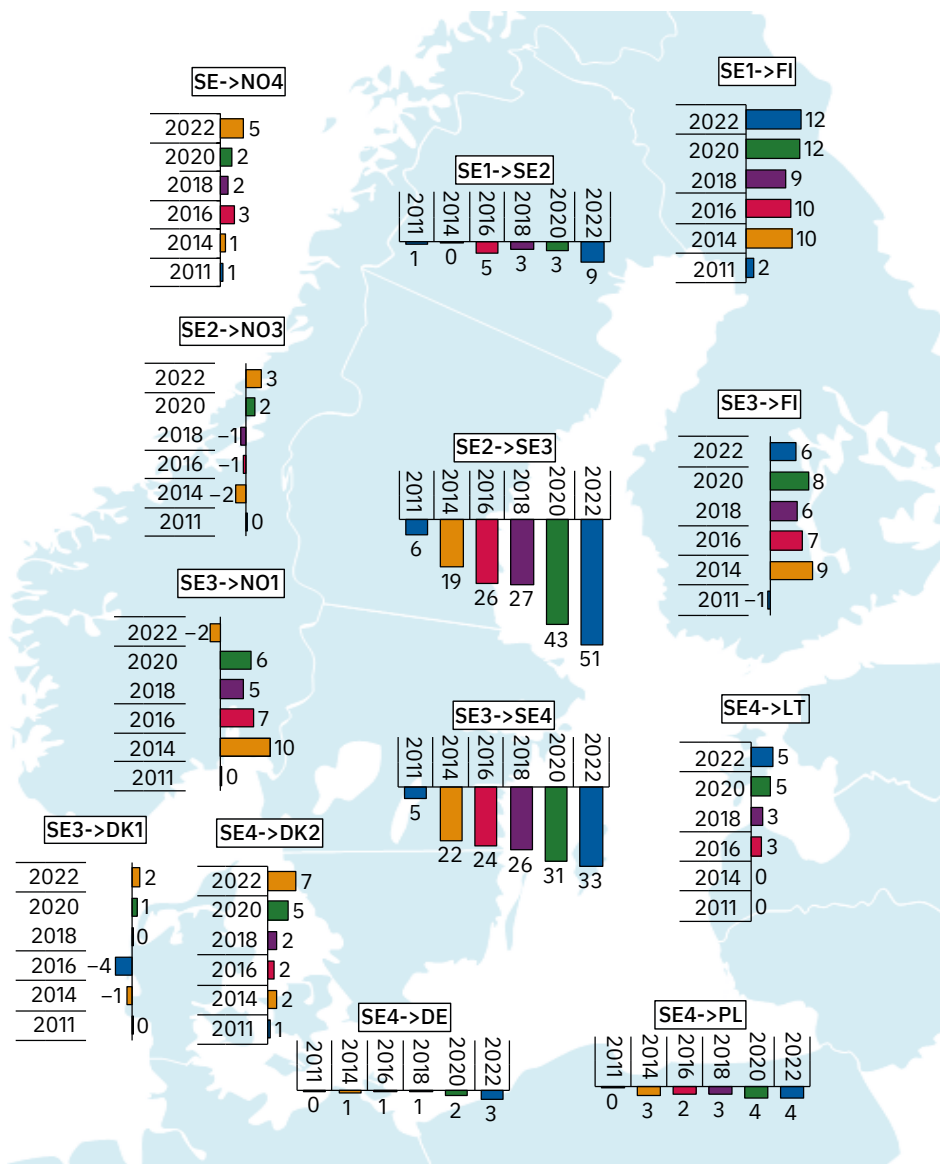 SE->NO4
2022 5
2020 2
2018 2
2016 3
2014 1
2011 1
SE1->SE2
2011 2014 2016 2018 2020 2022
1 0 5 3 3 9
SE1->FI
2022 12
2020 12
2018 9
2016 10
2014 10
2011 2
SE2->NO3
2022 3
2020 2
2018 –1
2016 –1
2014 –2
2011 0
SE2->SE3
2011 2014 2016 2018 2020 2022
6 19 26 27 43 51
SE3->FI
2022 6
2020 8
2018 6
2016 7
2014 9
2011 –1
SE3->NO1
2022 –2
2020 6
2018 5
2016 7
2014 10
2011 0
SE3->SE4
2011 2014 2016 2018 2020 2022
5 22 24 26 31 33
SE4->LT
2022 5
2020 5
2018 3
2016 3
2014 0
2011 0
SE3->DK1
2022 2
2020 1
2018 0
2016 –4
2014 –1
2011 0
SE4->DK2
2022 7
2020 5
2018 2
2016 2
2014 2
2011 1
SE4->DE
2011 2014 2016 2018 2020 2022
0 1 1 1 2 3
SE4->PL
2011 2014 2016 2018 2020 2022
0 3 2 3 4 4